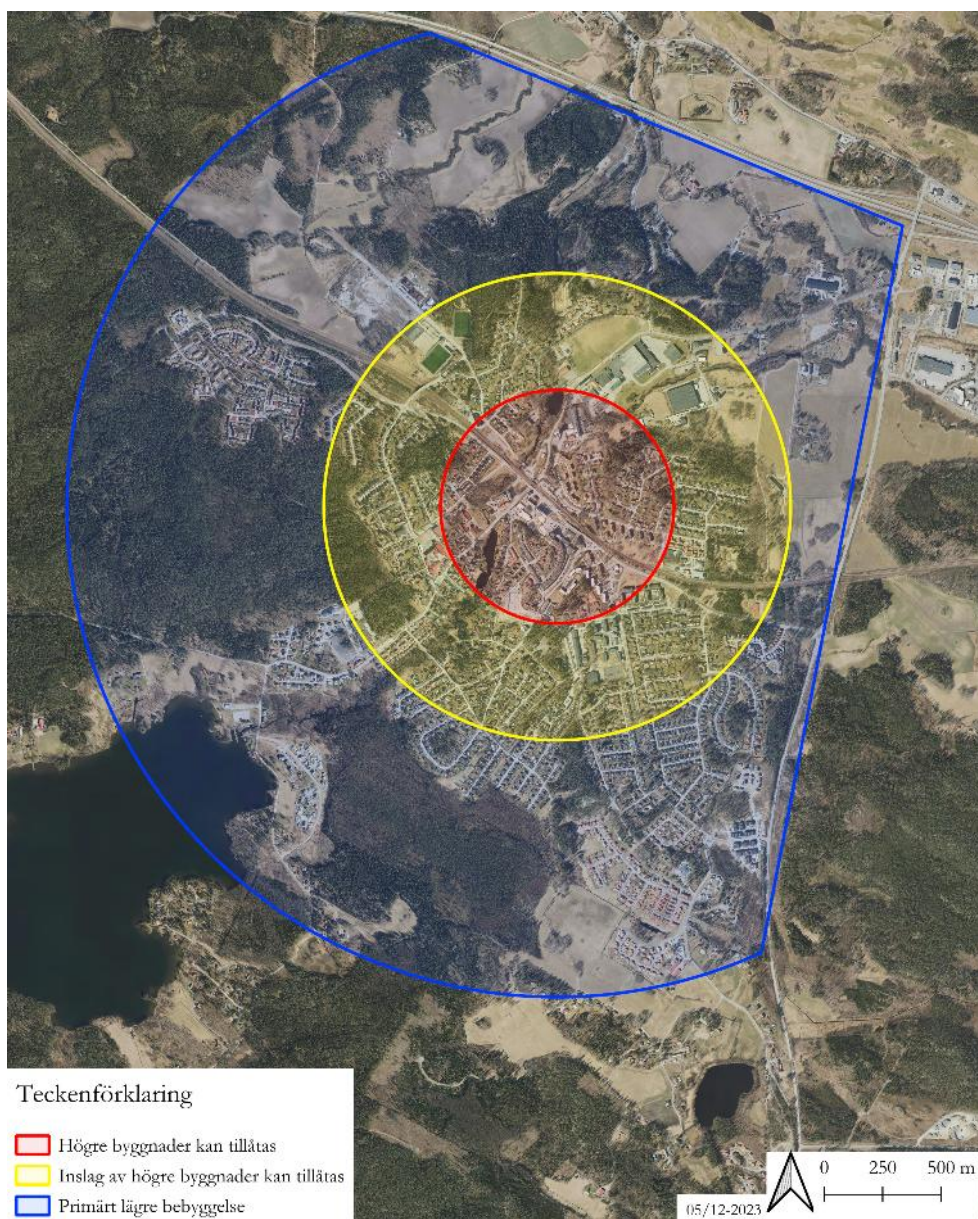 Teckenförklaring
Högre byggnader kan tillåtas
Inslag av högre byggnader kan tillåtas
Primärt lägre bebyggelse
05/12-2023
0 250 500 m